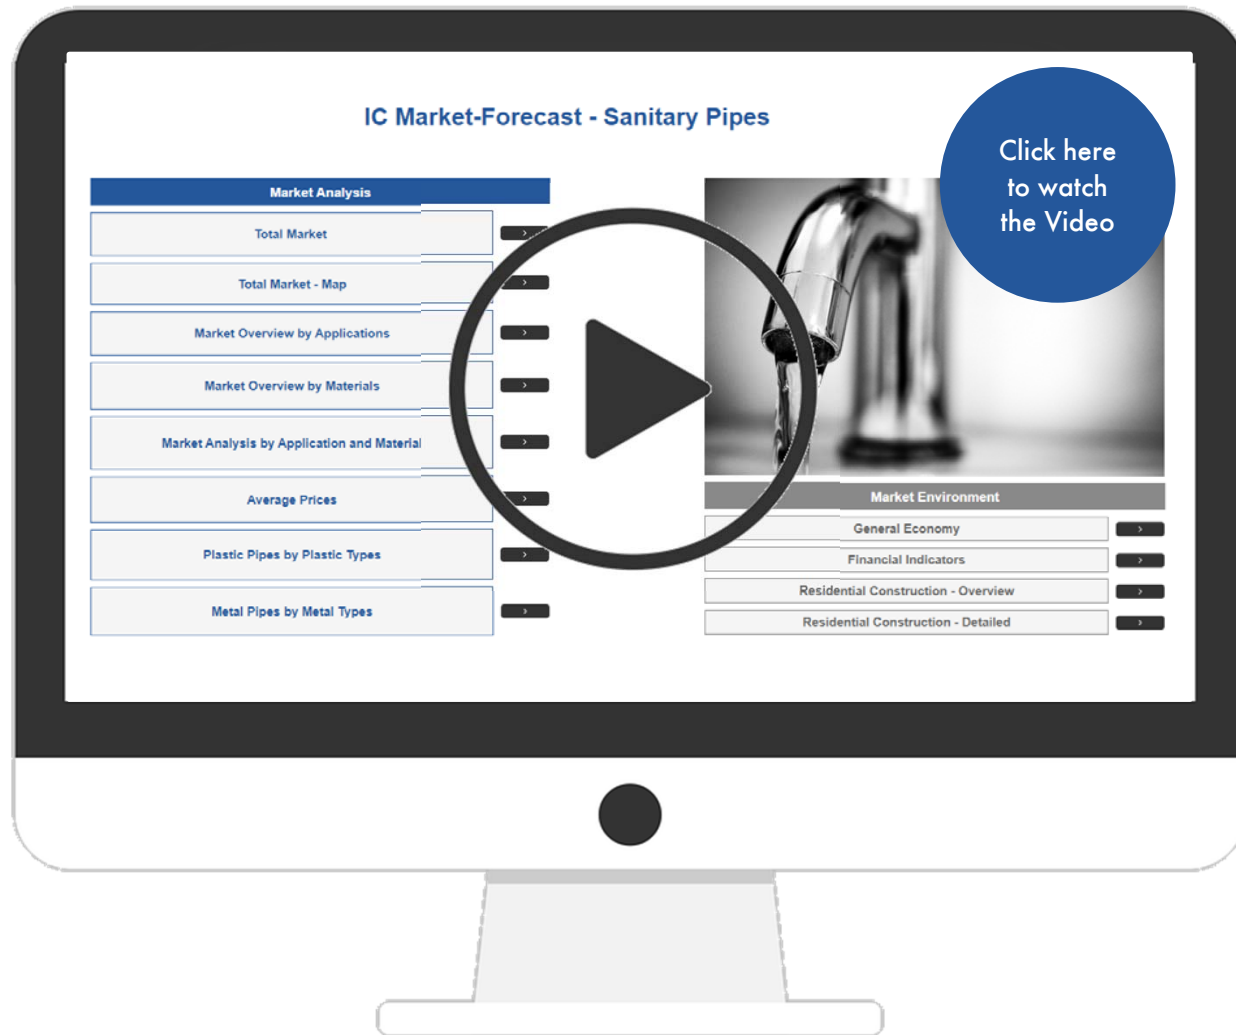 IC Market-Forecast - Sanitary Pipes
Click here
to watch
the Video
Market Analysis
Total Market
Total Market - Map
Market Overview by Applications
Market Overview by Materials
Market Analysis by Application and Material
Average Prices
Plastic Pipes by Plastic Types
Metal Pipes by Metal Types
Market Environment
General Economy
Financial Indicators
Residential Construction - Overview
Residential Construction - Detailed